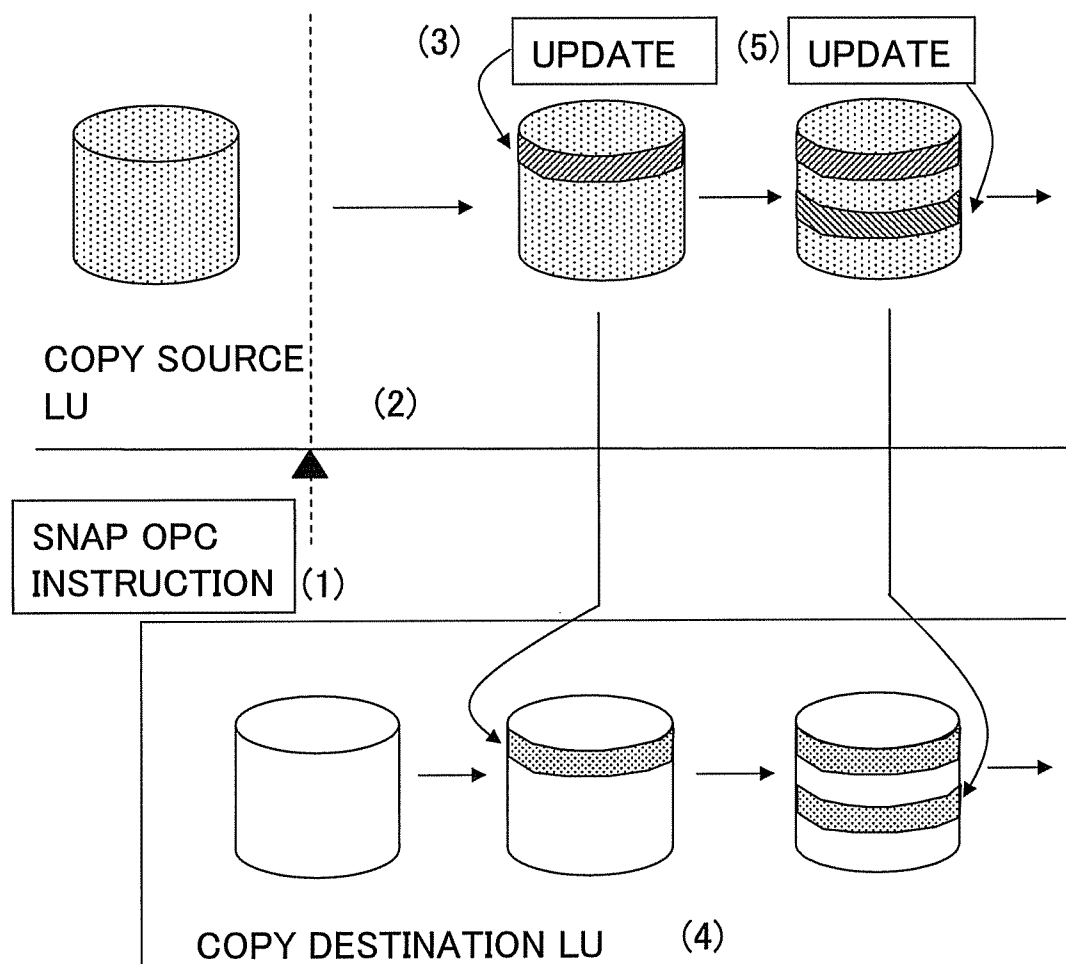 (3)
UPDATE
(5)
UPDATE
COPY SOURCE
LU
(2)
SNAP OPC
INSTRUCTION
(1)
COPY DESTINATION LU
(4)